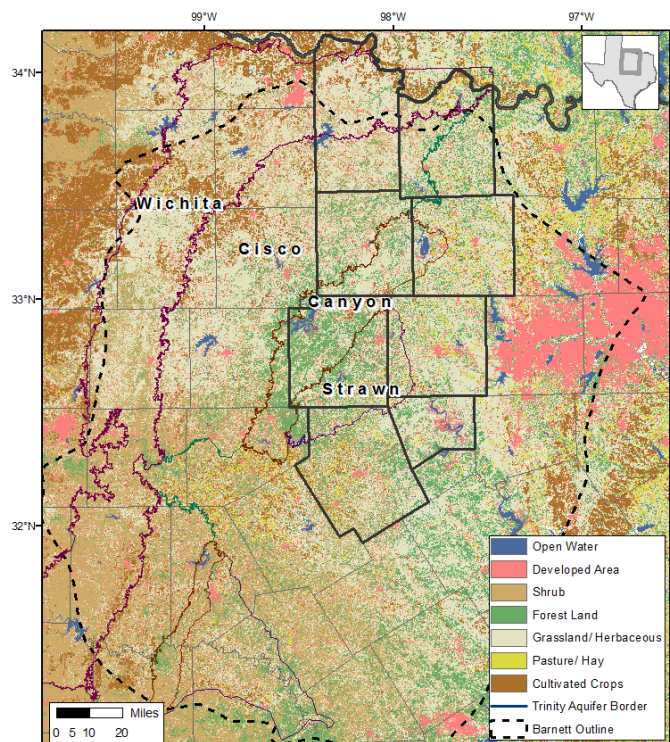 99°W 98°W 97°W
34°N
33°N
32°N
Wichita
Cisco
Canyon
Strawn
Open Water
Developed Area
Shrub
Forest Land
Grassland/ Herbaceous
Pasture/ Hay
Cultivated Crops
Trinity Aquifer Border
Barnett Outline
Miles
0 5 10 20